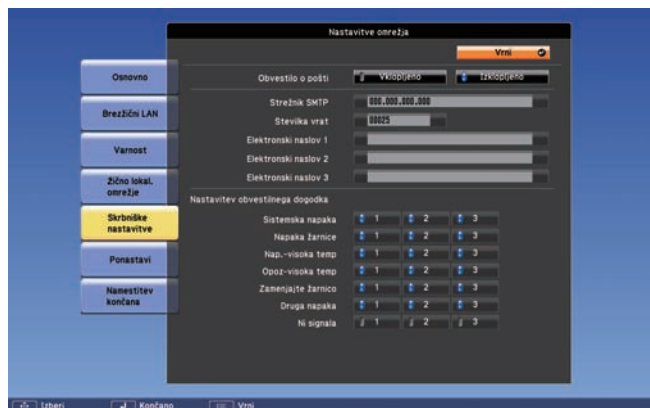 Nastavitve omrežja
Vrni
Osnovno
Brezžični LAN
Varnost
Žično lokal.
omrežje
Skrbniške
nastavitve
Ponastavi
Namestitev
končana
Obvestilo o pošti Vklopljeno Izklopljeno
Strežnik SMTP 000.000.000.000
Stevilka vrat 00025
Elektronski naslov 1
Elektronski naslov 2
Elektronski naslov 3
Nastavitev obvestilnega dogodka
Sistemska napaka 1 2 3
Napaka žarnice 1 2 3
Nap.-visoka temp 1 2 3
Opoz-visoka temp 1 2 3
Zamenjajte žarnico 1 2 3
Druga napaka 1 2 3
Ni signala 1 2 3
Izberi Končano Vrni